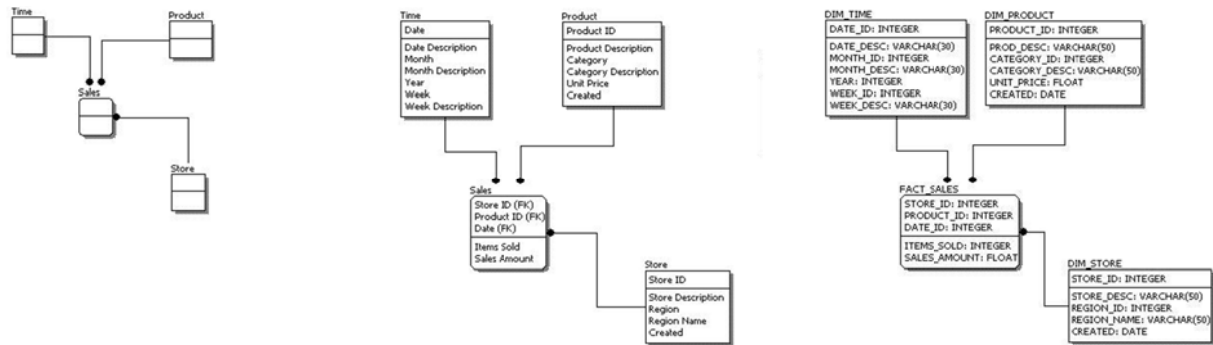 Time
Product
Sales
Store
Time
Date
Date Description
Month
Month Description
Year
Week
Week Description
Product
Product ID
Product Description
Category
Category Description
Unit Price
Created
Sales
Store ID (FK)
Product ID (FK)
Date (FK)
Items Sold
Sales Amount
Store
Store ID
Store Description
Region
Region Name
Created
DIM_TIME
DATE_ID: INTEGER
DATE_DESC: VARCHAR(30)
MONTH_ID: INTEGER
MONTH_DESC: VARCHAR(30)
YEAR: INTEGER
WEEK_ID: INTEGER
WEEK_DESC: VARCHAR(30)
DIM_PRODUCT
PRODUCT_ID: INTEGER
PROD_DESC: VARCHAR(50)
CATEGORY_ID: INTEGER
CATEGORY_DESC: VARCHAR(50)
UNIT_PRICE: FLOAT
CREATED: DATE
FACT_SALES
STORE_ID: INTEGER
PRODUCT_ID: INTEGER
DATE_ID: INTEGER
ITEMS_SOLD: INTEGER
SALES_AMOUNT: FLOAT
DIM_STORE
STORE_ID: INTEGER
STORE_DESC: VARCHAR(50)
REGION_ID: INTEGER
REGION_NAME: VARCHAR(50)
CREATED: DATE